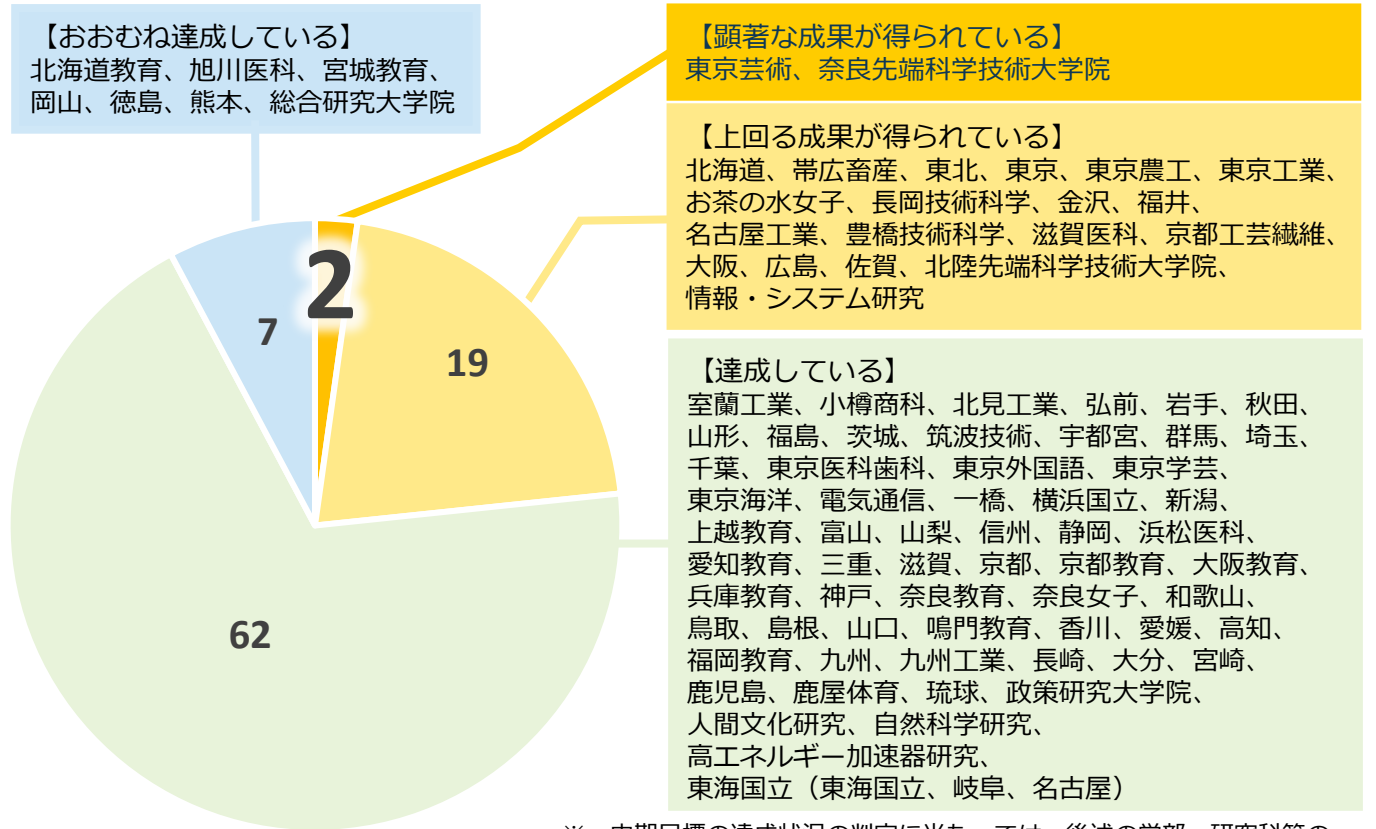 【おおむね達成している】
北海道教育、旭川医科、宮城教育、
岡山、徳島、熊本、総合研究大学院
【顕著な成果が得られている】
東京芸術、奈良先端科学技術大学院
【上回る成果が得られている】
北海道、帯広畜産、東北、東京、東京農工、東京工業、
お茶の水女子、長岡技術科学、金沢、福井、
名古屋工業、豊橋技術科学、滋賀医科、京都工芸繊維、
大阪、広島、佐賀、北陸先端科学技術大学院、
情報・システム研究
【達成している】
室蘭工業、小樽商科、北見工業、弘前、岩手、秋田、
山形、福島、茨城、筑波技術、宇都宮、群馬、埼玉、
千葉、東京医科歯科、東京外国語、東京学芸、
東京海洋、電気通信、一橋、横浜国立、新潟、
上越教育、富山、山梨、信州、静岡、浜松医科、
愛知教育、三重、滋賀、京都、京都教育、大阪教育、
兵庫教育、神戸、奈良教育、奈良女子、和歌山、
鳥取、島根、山口、鳴門教育、香川、愛媛、高知、
福岡教育、九州、九州工業、長崎、大分、宮崎、
鹿児島、鹿屋体育、琉球、政策研究大学院、
人間文化研究、自然科学研究、
高エネルギー加速器研究、
東海国立（東海国立、岐阜、名古屋）
2
7
19
62